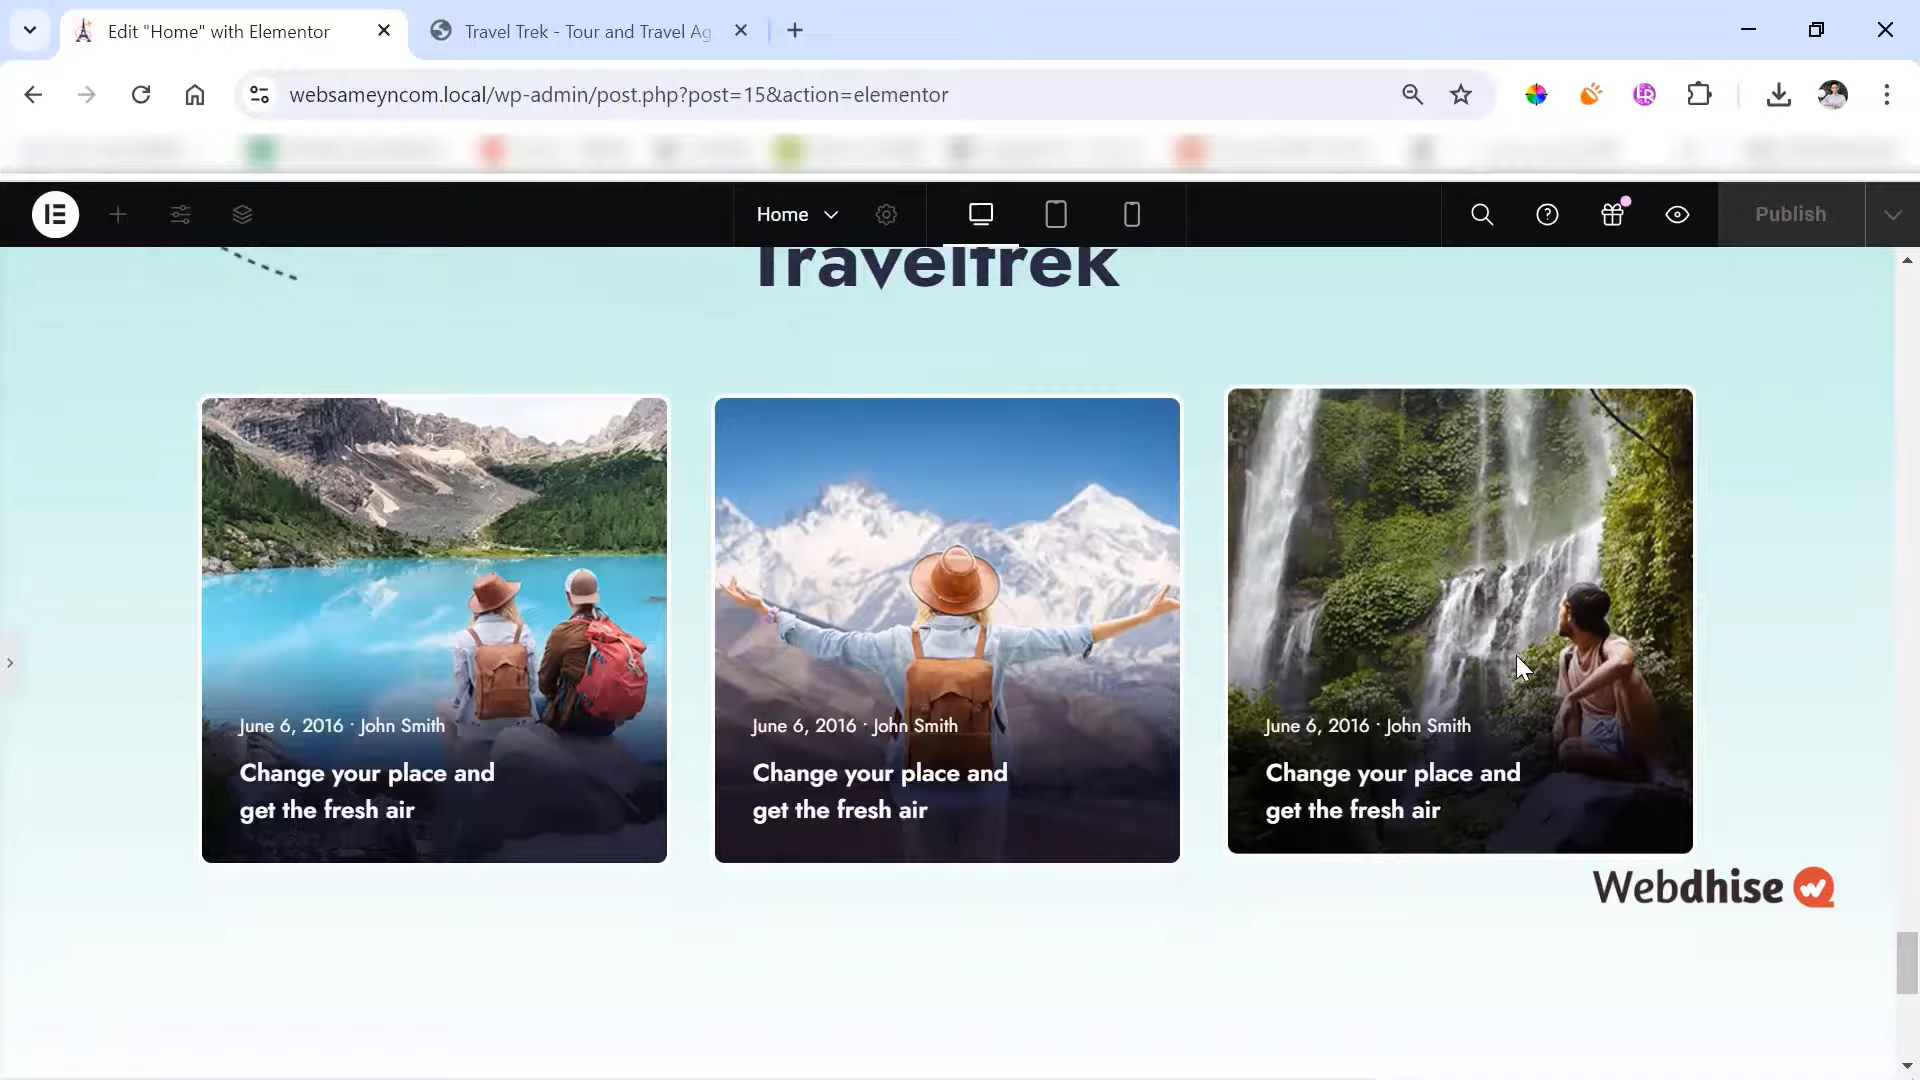 Edit "Home" with Elementor
Travel Trek - Tour and Travel Ag
websameyncom.local/wp-admin/post.php?post=15&action=elementor
Home
Publish
Traveltrek
June 6, 2016 · John Smith
Change your place and
get the fresh air
June 6, 2016 · John Smith
Change your place and
get the fresh air
June 6, 2016 · John Smith
Change your place and
get the fresh air
Webdhise